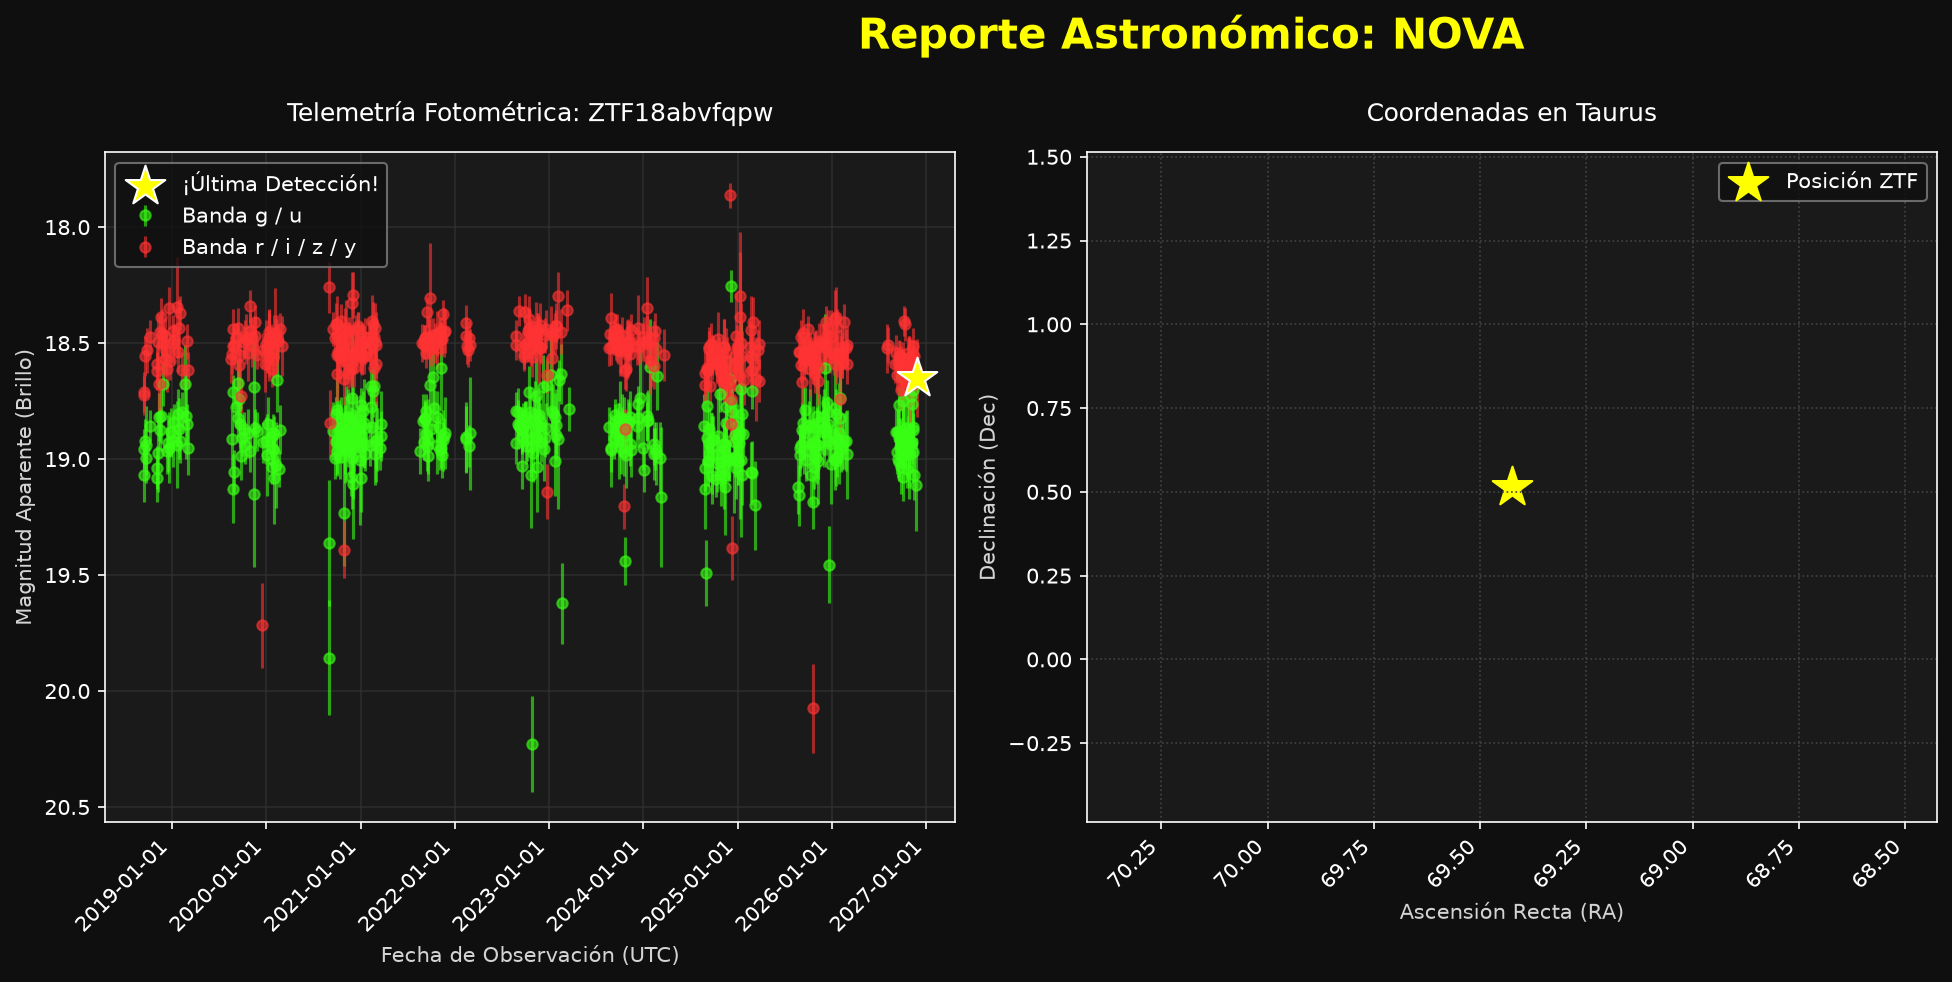 Reporte Astronómico: NOVA
Telemetría Fotométrica: ZTF18abvfqpw
¡Última Detección!
Banda g / u
Banda r / i / z / y
Magnitud Aparente (Brillo)
18.0
18.5
19.0
19.5
20.0
20.5
2019-01-01
2020-01-01
2021-01-01
2022-01-01
2023-01-01
2024-01-01
2025-01-01
2026-01-01
2027-01-01
Fecha de Observación (UTC)
Coordenadas en Taurus
Posición ZTF
Declinación (Dec)
1.50
1.25
1.00
0.75
0.50
0.25
0.00
−0.25
70.25
70.00
69.75
69.50
69.25
69.00
68.75
68.50
Ascensión Recta (RA)